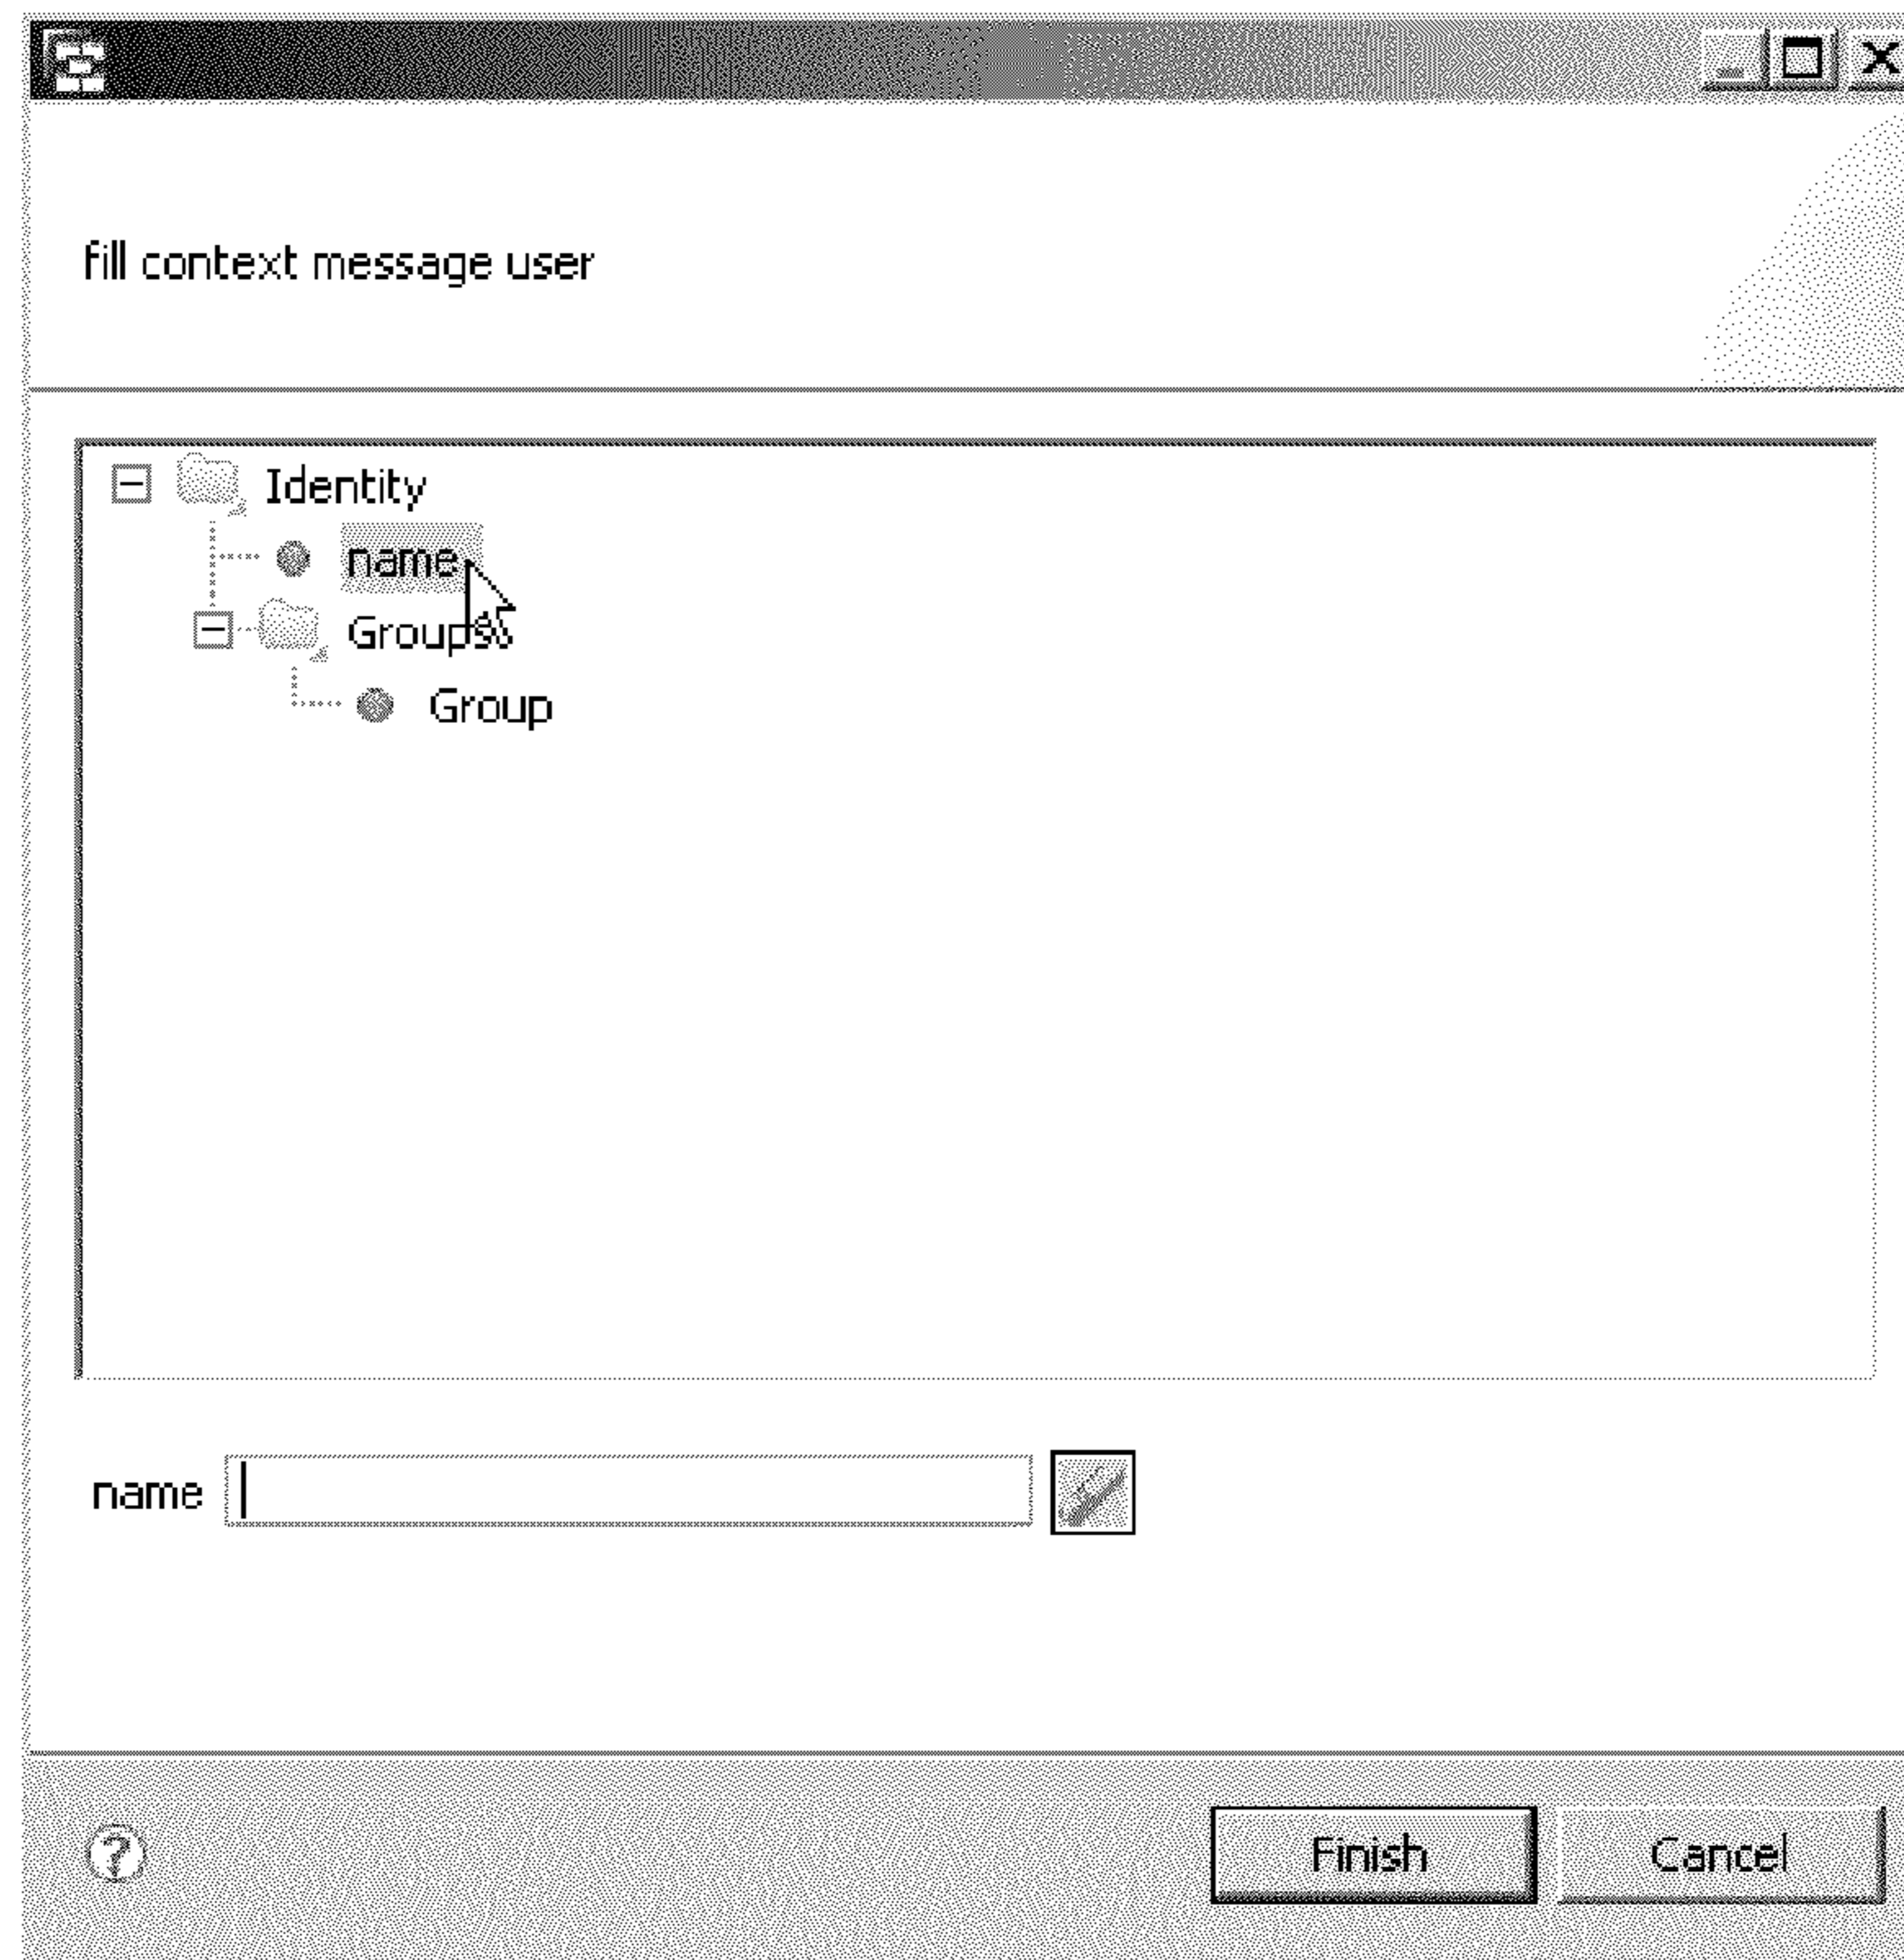 fill context message user
Identity
name
Groups
Group
name
?
Finish Cancel